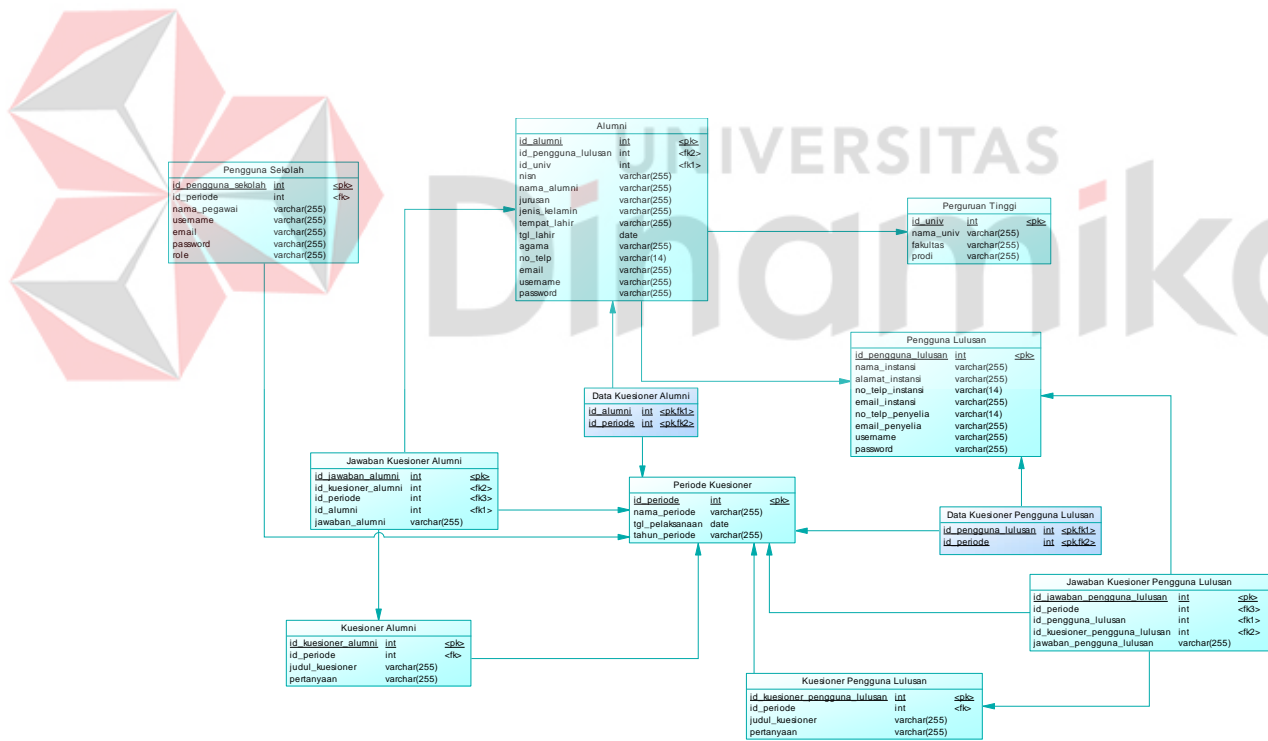 UNIVERSITAS
Dinamika
Pengguna Sekolah
id_pengguna_sekolah int <pk>
id_periode int <fk>
nama_pegawai varchar(255)
username varchar(255)
email varchar(255)
password varchar(255)
role varchar(255)
Alumni
id_alumni int <pk>
id_pengguna_lulusan int <fk2>
id_univ int <fk1>
nisn varchar(255)
nama_alumni varchar(255)
jurusan varchar(255)
jenis_kelamin varchar(255)
tempat_lahir varchar(255)
tgl_lahir date
agama varchar(255)
no_telp varchar(14)
email varchar(255)
username varchar(255)
password varchar(255)
Perguruan Tinggi
id_univ int <pk>
nama_univ varchar(255)
fakultas varchar(255)
prodi varchar(255)
Pengguna Lulusan
id_pengguna_lulusan int <pk>
nama_instansi varchar(255)
alamat_instansi varchar(255)
no_telp_instansi varchar(14)
email_instansi varchar(255)
no_telp_penyelia varchar(14)
email_penyelia varchar(255)
username varchar(255)
password varchar(255)
Data Kuesioner Alumni
id_alumni int <pk,fk1>
id_periode int <pk,fk2>
Jawaban Kuesioner Alumni
id_jawaban_alumni int <pk>
id_kuesioner_alumni int <fk2>
id_periode int <fk3>
id_alumni int <fk1>
jawaban_alumni varchar(255)
Periode Kuesioner
id_periode int <pk>
nama_periode varchar(255)
tgl_pelaksanaan date
tahun_periode varchar(255)
Data Kuesioner Pengguna Lulusan
id_pengguna_lulusan int <pk,fk1>
id_periode int <pk,fk2>
Jawaban Kuesioner Pengguna Lulusan
id_jawaban_pengguna_lulusan int <pk>
id_periode int <fk3>
id_pengguna_lulusan int <fk1>
id_kuesioner_pengguna_lulusan int <fk2>
jawaban_pengguna_lulusan varchar(255)
Kuesioner Alumni
id_kuesioner_alumni int <pk>
id_periode int <fk>
judul_kuesioner varchar(255)
pertanyaan varchar(255)
Kuesioner Pengguna Lulusan
id_kuesioner_pengguna_lulusan int <pk>
id_periode int <fk>
judul_kuesioner varchar(255)
pertanyaan varchar(255)